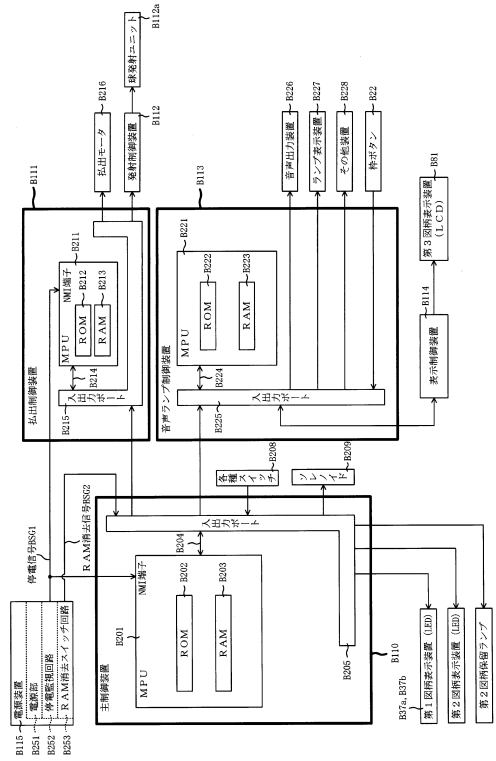 B115
電源装置
B251
電源部
B252
停電監視回路
B253
RAM消去スイッチ回路
停電信号BSG1
RAM消去信号BSG2
主制御装置
B110
B201
MPU
NMI端子
B202
ROM
B203
RAM
B204
B205
入出力ポート
B208
各種スイッチ
B209
ソレノイド
B37a, B37b
第1図柄表示装置(LED)
第2図柄表示装置(LED)
第2図柄保留ランプ
払出制御装置
B111
B211
MPU
NMI端子
B212
ROM
B213
RAM
B214
B215
入出力ポート
B216
払出モータ
B112
発射制御装置
B112a
球発射ユニット
音声ランプ制御装置
B113
B221
MPU
B222
ROM
B223
RAM
B224
B225
入出力ポート
B226
音声出力装置
B227
ランプ表示装置
B228
その他装置
B22
枠ボタン
B114
表示制御装置
B81
第3図柄表示装置
(LCD)